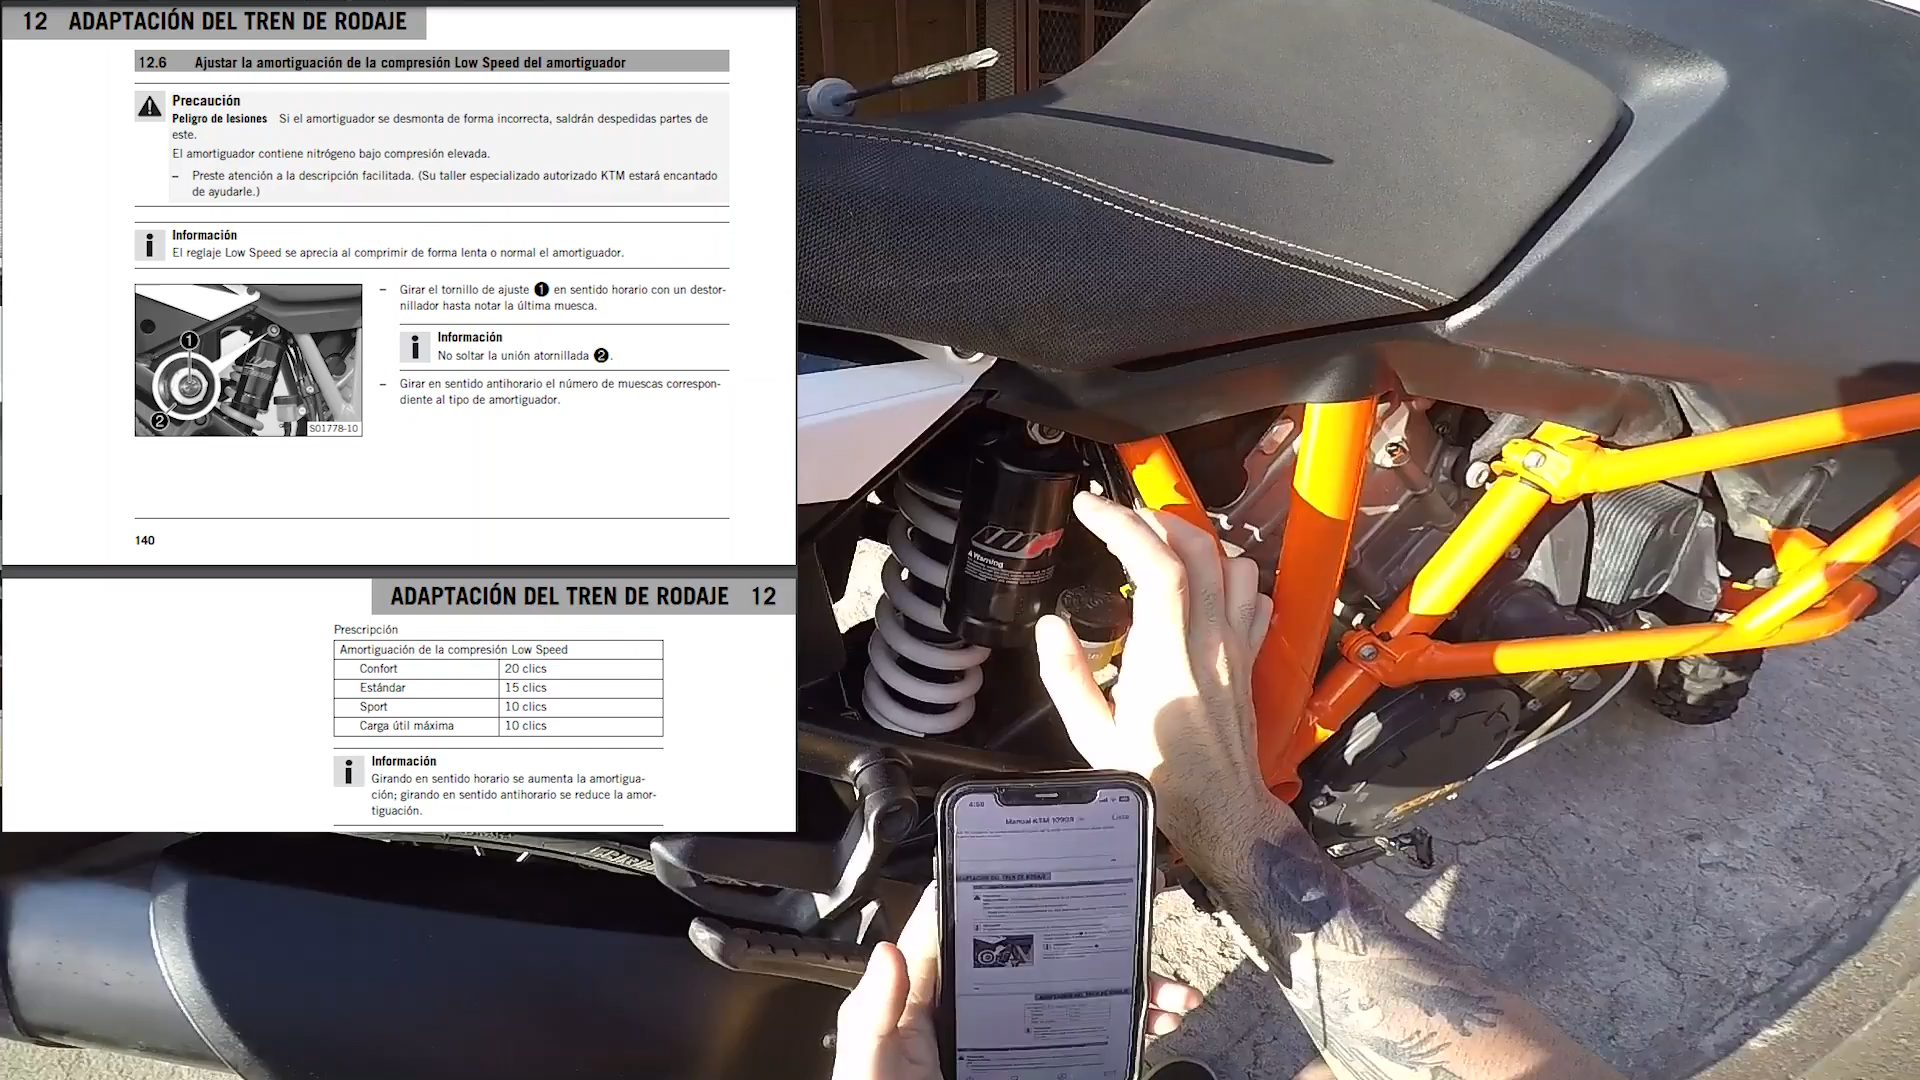 12 ADAPTACIÓN DEL TREN DE RODAJE
12.6 Ajustar la amortiguación de la compresión Low Speed del amortiguador
Precaución
Peligro de lesiones Si el amortiguador se desmonta de forma incorrecta, saldrán despedidas partes de
este.
El amortiguador contiene nitrógeno bajo compresión elevada.
– Preste atención a la descripción facilitada. (Su taller especializado autorizado KTM estará encantado
de ayudarle.)
Información
El reglaje Low Speed se aprecia al comprimir de forma lenta o normal el amortiguador.
1
2
S01778-10
– Girar el tornillo de ajuste 1 en sentido horario con un destor-
nillador hasta notar la última muesca.
Información
No soltar la unión atornillada 2.
– Girar en sentido antihorario el número de muescas correspon-
diente al tipo de amortiguador.
140
ADAPTACIÓN DEL TREN DE RODAJE 12
Prescripción
Amortiguación de la compresión Low Speed
Confort 20 clics
Estándar 15 clics
Sport 10 clics
Carga útil máxima 10 clics
Información
Girando en sentido horario se aumenta la amortigua-
ción; girando en sentido antihorario se reduce la amor-
tiguación.
Warning
4:58
Manual KTM 1090R